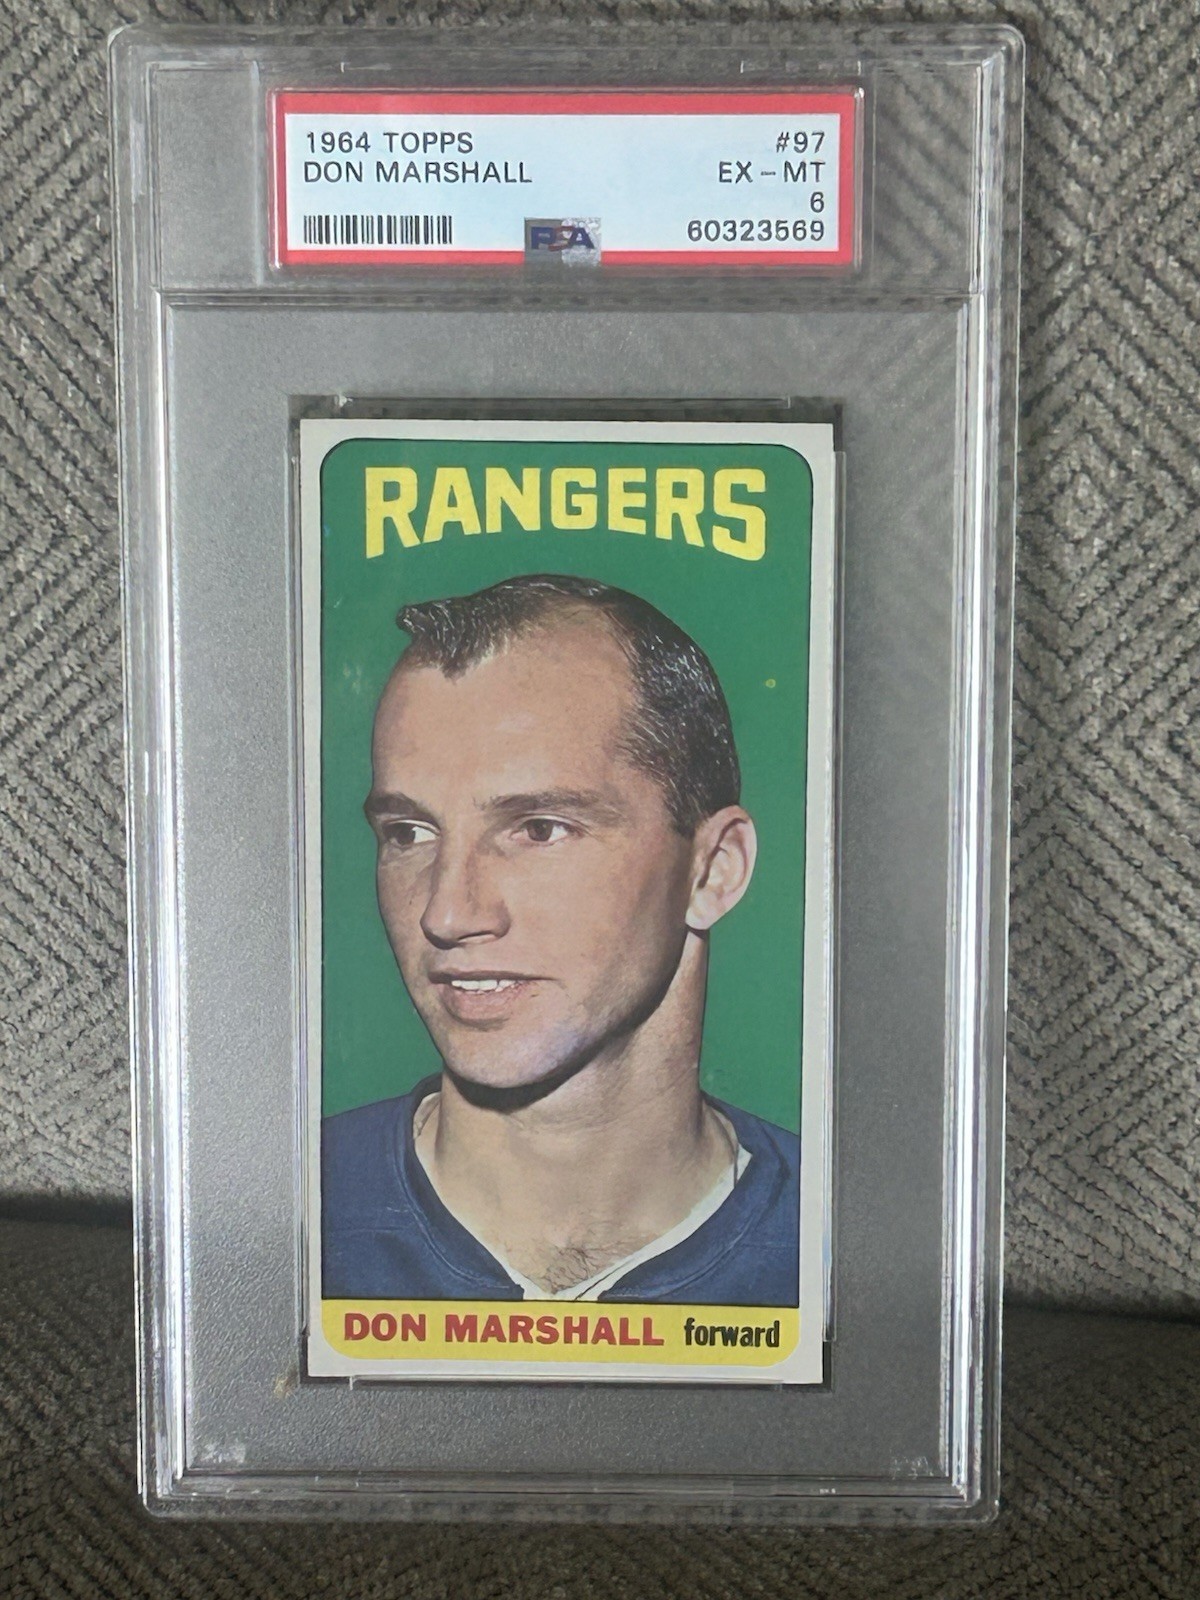 1964 TOPPS #97
DON MARSHALL EX - MT
6
PSA 60323569
RANGERS
DON MARSHALL forward